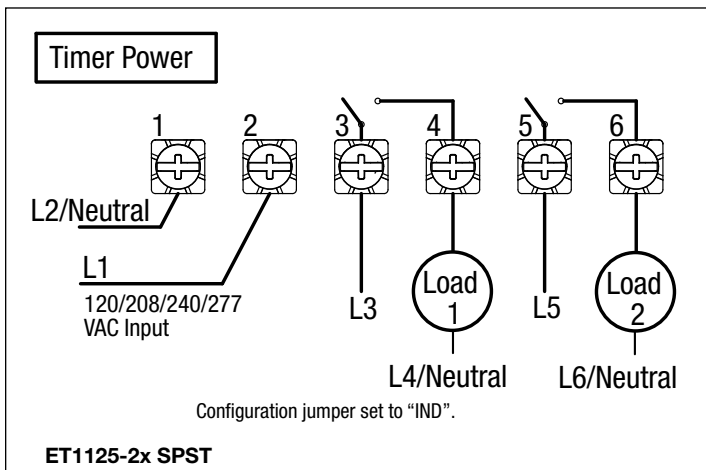 Timer Power
1 2 3 4 5 6
L2/Neutral
L1
120/208/240/277
VAC Input
L3
Load
1
L5
Load
2
L4/Neutral
L6/Neutral
Configuration jumper set to “IND”.
ET1125-2x SPST